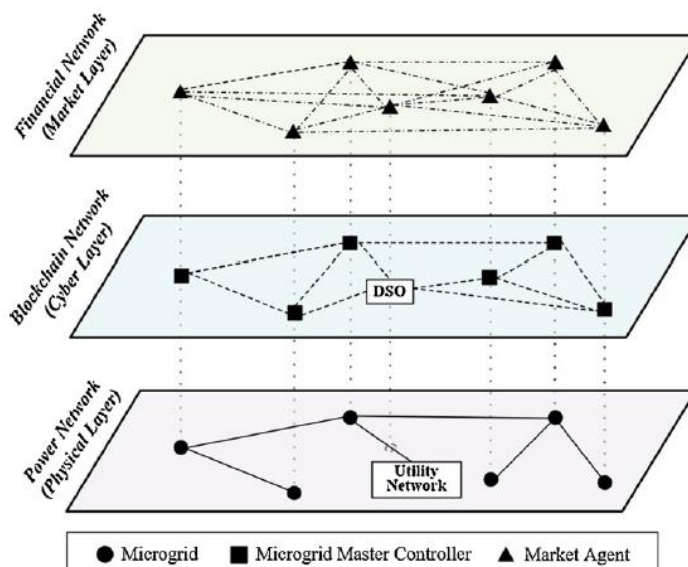 Financial Network
(Market Layer)
Blockchain Network
(Cyber Layer)
DSO
Power Network
(Physical Layer)
Utility
Network
Microgrid
Microgrid Master Controller
Market Agent